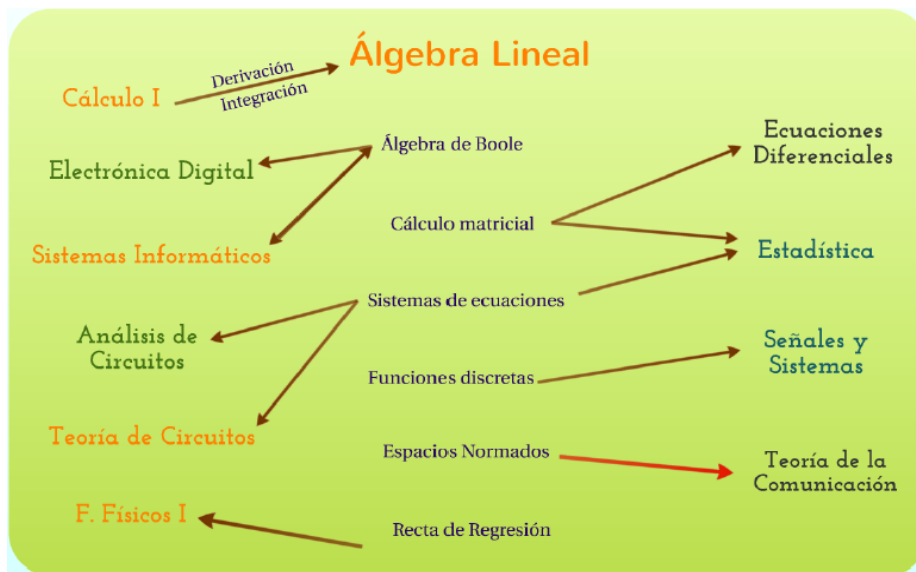 Álgebra Lineal
Derivación
Integración
Cálculo I
Álgebra de Boole
Ecuaciones
Diferenciales
Electrónica Digital
Cálculo matricial
Sistemas Informáticos
Estadística
Sistemas de ecuaciones
Análisis de
Circuitos
Señales y
Sistemas
Funciones discretas
Teoría de Circuitos
Espacios Normados
Teoría de la
Comunicación
F. Físicos I
Recta de Regresión